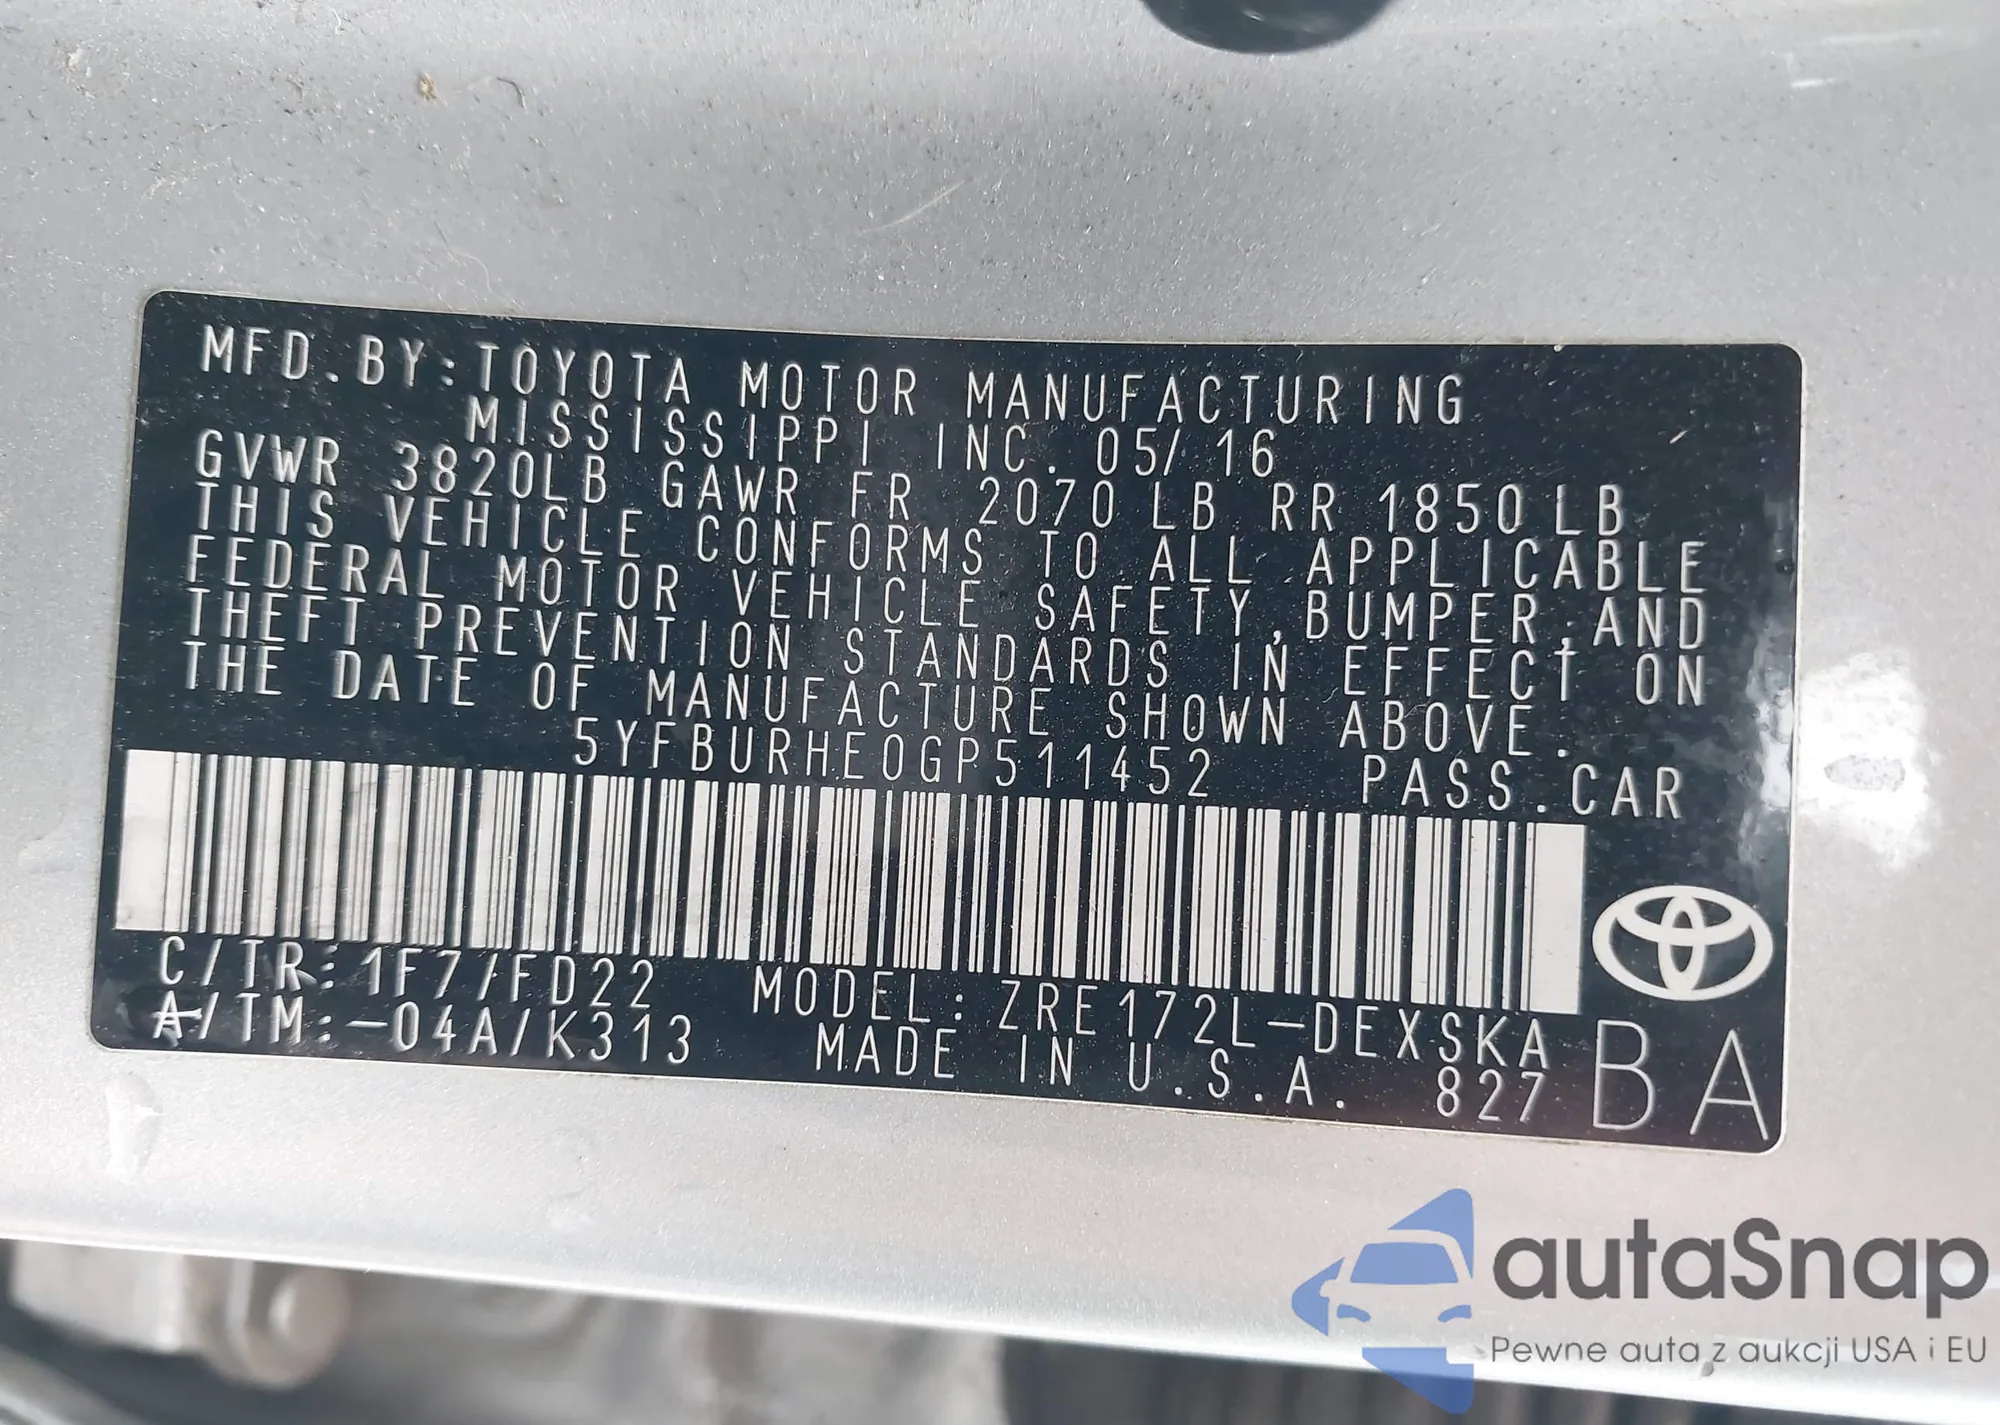 MFD.BY:TOYOTA MOTOR MANUFACTURING
MISSISSIPPI INC. 05/16
GVWR 3820LB GAWR FR 2070 LB RR 1850LB
THIS VEHICLE CONFORMS TO ALL APPLICABLE
FEDERAL MOTOR VEHICLE SAFETY,BUMPER,AND
THEFT PREVENTION STANDARDS IN EFFECT ON
THE DATE OF MANUFACTURE SHOWN ABOVE.
5YFBURHE0GP511452 PASS.CAR
C/TR:1F7/FD22 MODEL:ZRE172L-DEXSKA
A/TM:-04A/K313 MADE IN U.S.A. 827
BA
autaSnap
Pewne auta z aukcji USA i EU